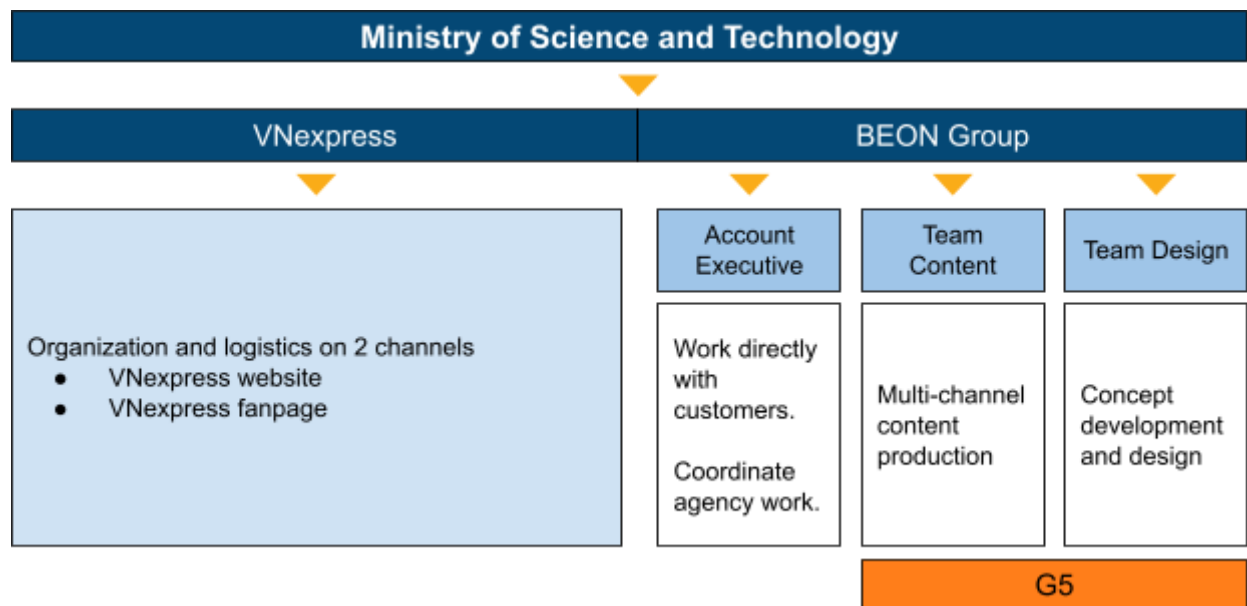 Ministry of Science and Technology
VNexpress
BEON Group
Account
Executive
Team
Content
Team Design
Organization and logistics on 2 channels
● VNexpress website
● VNexpress fanpage
Work directly
with
customers.
Coordinate
agency work.
Multi-channel
content
production
Concept
development
and design
G5